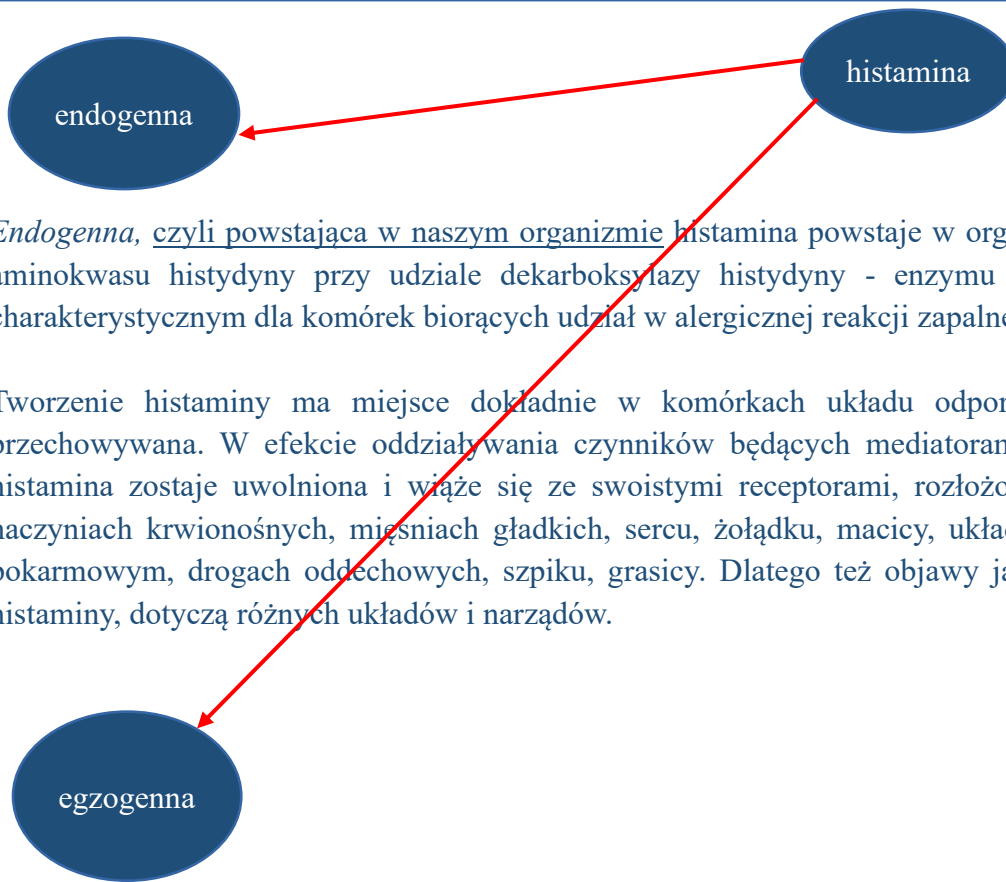 histamina
endogenna
Endogenna, czyli powstająca w naszym organizmie histamina powstaje w org
aminokwasu histydyny przy udziale dekarboksylazy histydyny - enzymu
charakterystycznym dla komórek biorących udział w alergicznej reakcji zapalne
Tworzenie histaminy ma miejsce dokładnie w komórkach układu odpor
przechowywana. W efekcie oddziaływania czynników będących mediatoram
histamina zostaje uwolniona i wiąże się ze swoistymi receptorami, rozłożo
naczyniach krwionośnych, mięśniach gładkich, sercu, żołądku, macicy, ukła
pokarmowym, drogach oddechowych, szpiku, grasicy. Dlatego też objawy ja
histaminy, dotyczą różnych układów i narządów.
egzogenna